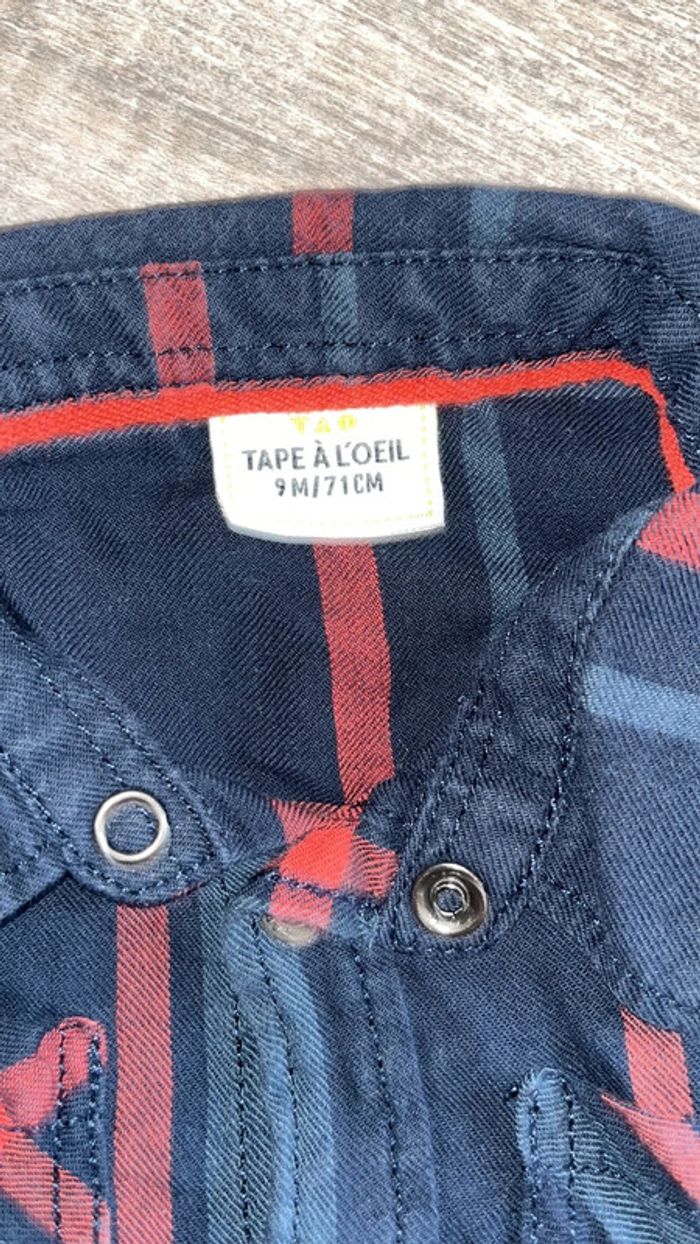 TAO
TAPE À L'OEIL
9M/71CM